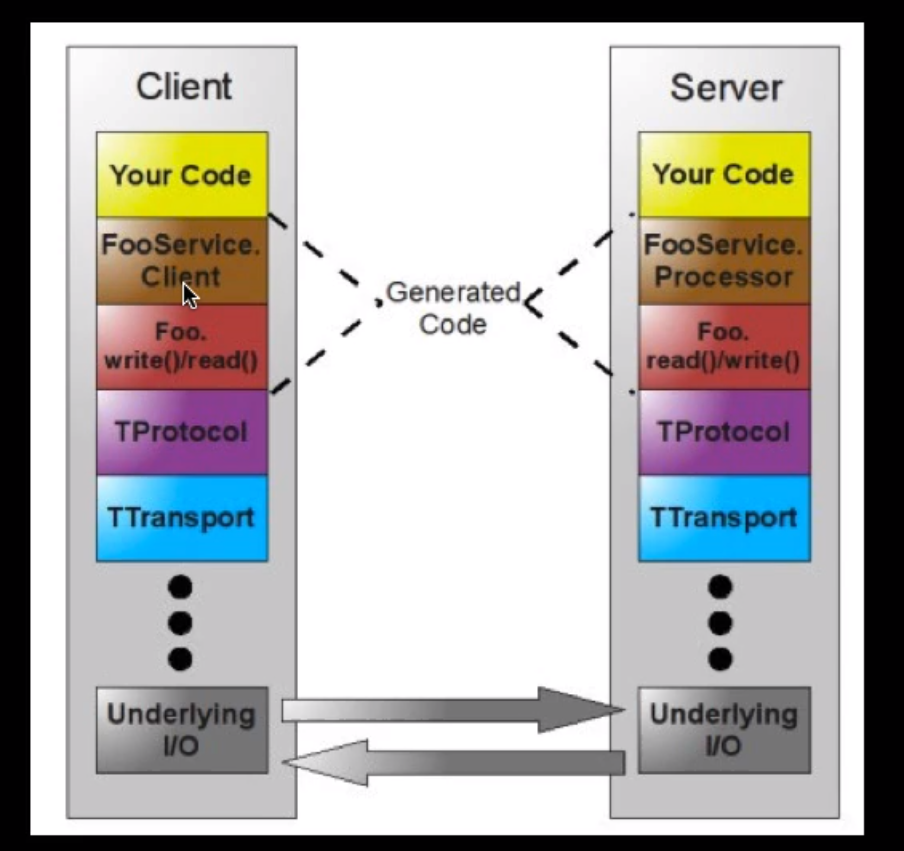 Client
Your Code
FooService.
Client
Foo.
write()/read()
TProtocol
TTransport
Underlying
I/O
Generated
Code
Server
Your Code
FooService.
Processor
Foo.
read()/write()
TProtocol
TTransport
Underlying
I/O